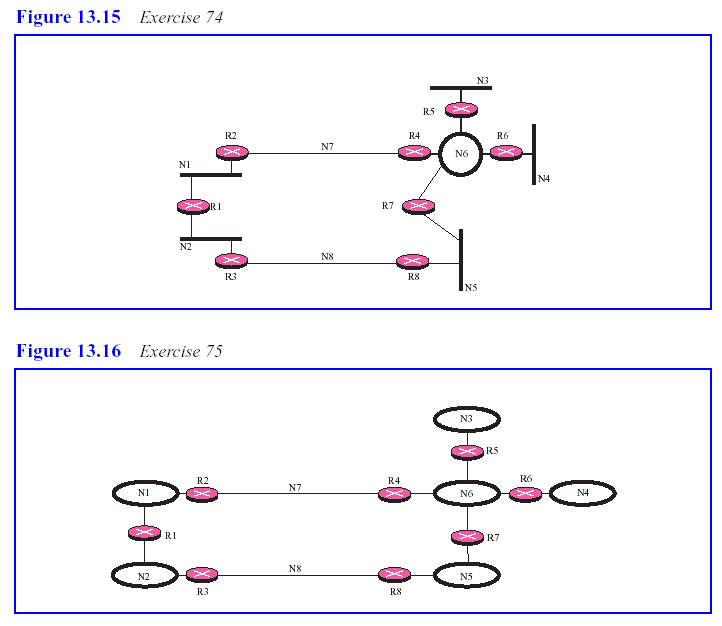 Figure 13.15 Exercise 74
N3
R5
R2
N7
R4
R6
N6
N1
N4
R1
R7
N2
N8
R3
R8
N5
Figure 13.16 Exercise 75
N3
R5
R2
N7
R4
R6
N1
N6
N4
R1
R7
N2
N8
N5
R3
R8